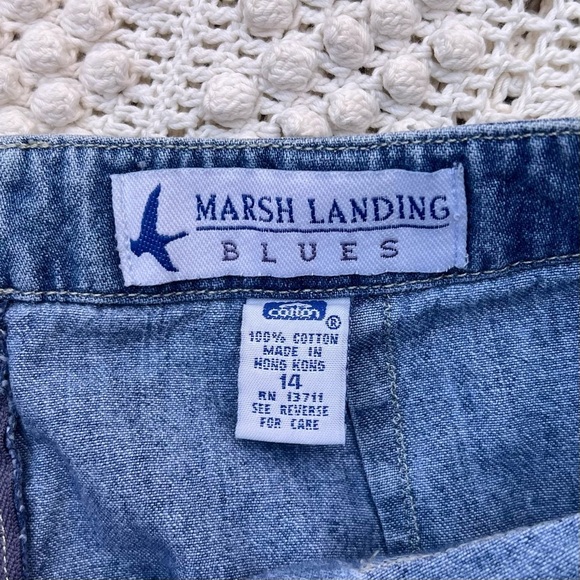 MARSH LANDING
BLUES
cotton ®
100% COTTON
MADE IN
HONG KONG
14
RN 13711
SEE REVERSE
FOR CARE